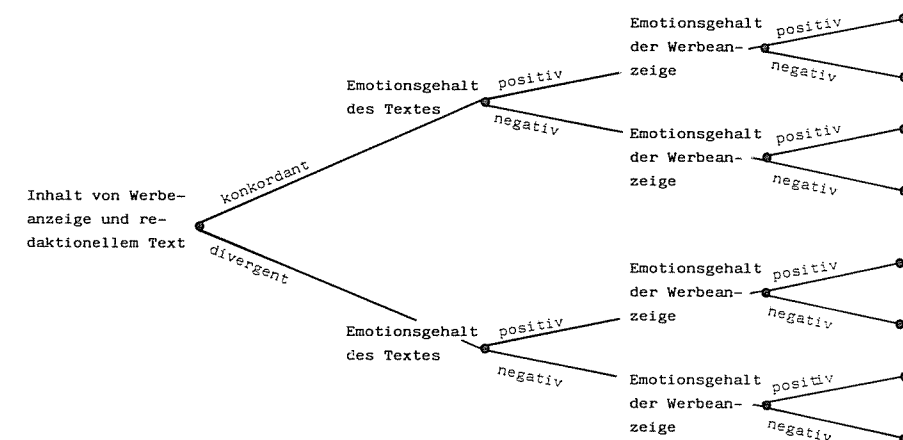 Emotionsgehalt
der Werbean-
zeige
positiv
negativ
Emotionsgehalt
des Textes
positiv
negativ
Emotionsgehalt
der Werbean-
zeige
positiv
negativ
Inhalt von Werbe-
anzeige und re-
daktionellem Text
konkordant
divergent
Emotionsgehalt
der Werbean-
zeige
positiv
negativ
Emotionsgehalt
des Textes
positiv
negativ
Emotionsgehalt
der Werbean-
zeige
positiv
negativ